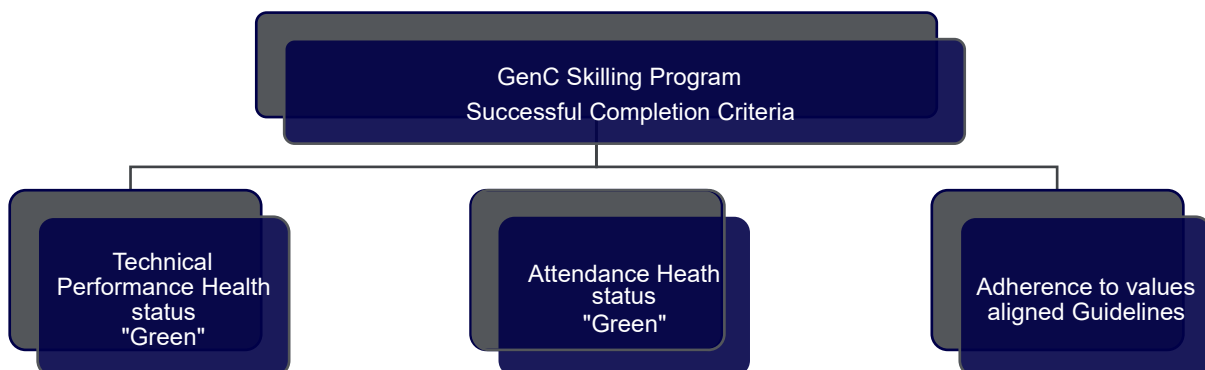 GenC Skilling Program
Successful Completion Criteria
Technical
Performance Health
status
"Green"
Attendance Heath
status
"Green"
Adherence to values
aligned Guidelines